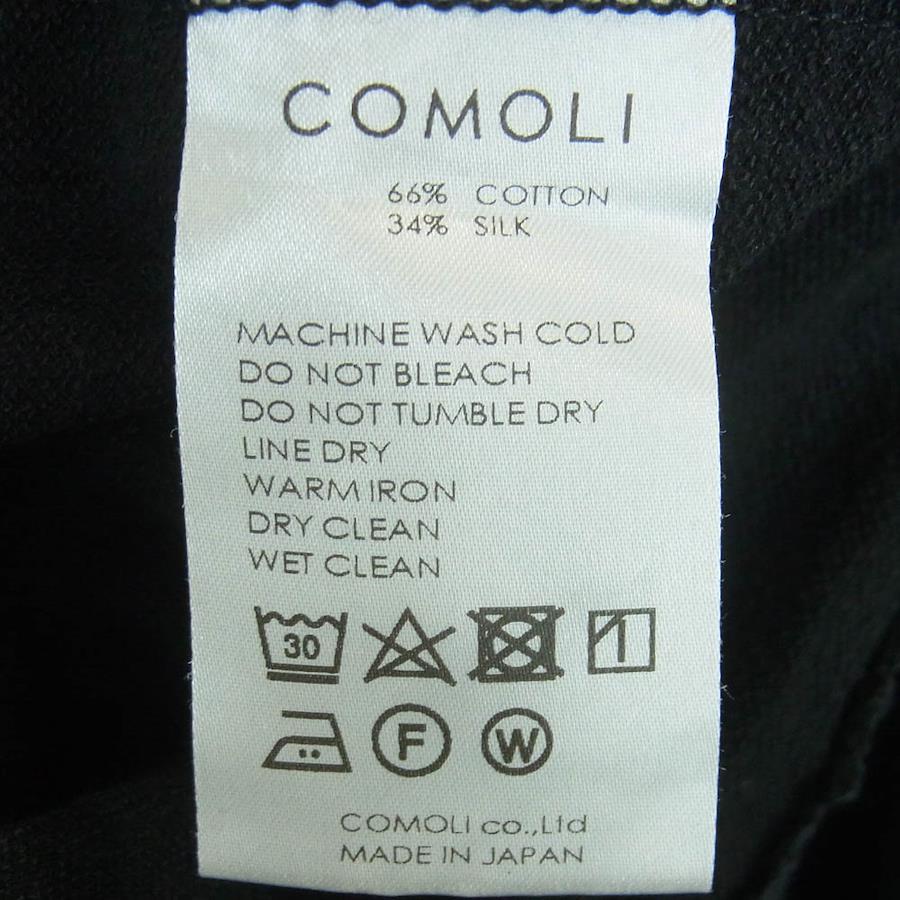 COMOLI
66% COTTON
34% SILK
MACHINE WASH COLD
DO NOT BLEACH
DO NOT TUMBLE DRY
LINE DRY
WARM IRON
DRY CLEAN
WET CLEAN
30
F W
COMOLI co.,Ltd
MADE IN JAPAN